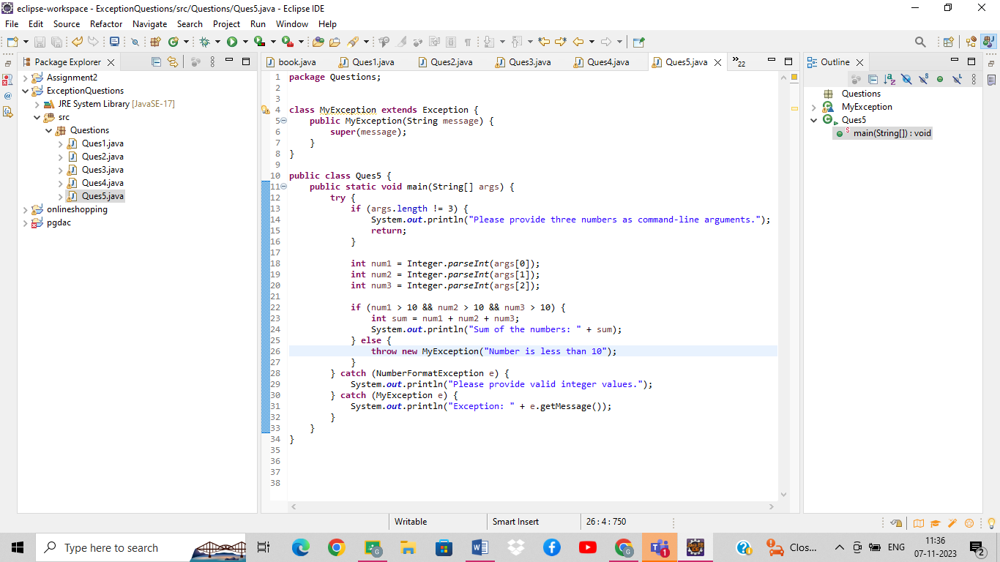 eclipse-workspace - ExceptionQuestions/src/Questions/Ques5.java - Eclipse IDE
File Edit Source Refactor Navigate Search Project Run Window Help
Package Explorer
Assignment2
ExceptionQuestions
JRE System Library [JavaSE-17]
src
Questions
Ques1.java
Ques2.java
Ques3.java
Ques4.java
Ques5.java
onlineshopping
pgdac
book.java Ques1.java Ques2.java Ques3.java Ques4.java Ques5.java »22
1 package Questions;
2
3
4 class MyException extends Exception {
5 public MyException(String message) {
6 super(message);
7 }
8 }
9
10 public class Ques5 {
11 public static void main(String[] args) {
12 try {
13 if (args.length != 3) {
14 System.out.println("Please provide three numbers as command-line arguments.");
15 return;
16 }
17
18 int num1 = Integer.parseInt(args[0]);
19 int num2 = Integer.parseInt(args[1]);
20 int num3 = Integer.parseInt(args[2]);
21
22 if (num1 > 10 && num2 > 10 && num3 > 10) {
23 int sum = num1 + num2 + num3;
24 System.out.println("Sum of the numbers: " + sum);
25 } else {
26 throw new MyException("Number is less than 10");
27 }
28 } catch (NumberFormatException e) {
29 System.out.println("Please provide valid integer values.");
30 } catch (MyException e) {
31 System.out.println("Exception: " + e.getMessage());
32 }
33 }
34 }
35
36
37
38
Outline
Questions
MyException
Ques5
main(String[]) : void
Writable Smart Insert 26 : 4 : 750
Type here to search
Clos... ENG 11:36
07-11-2023
2